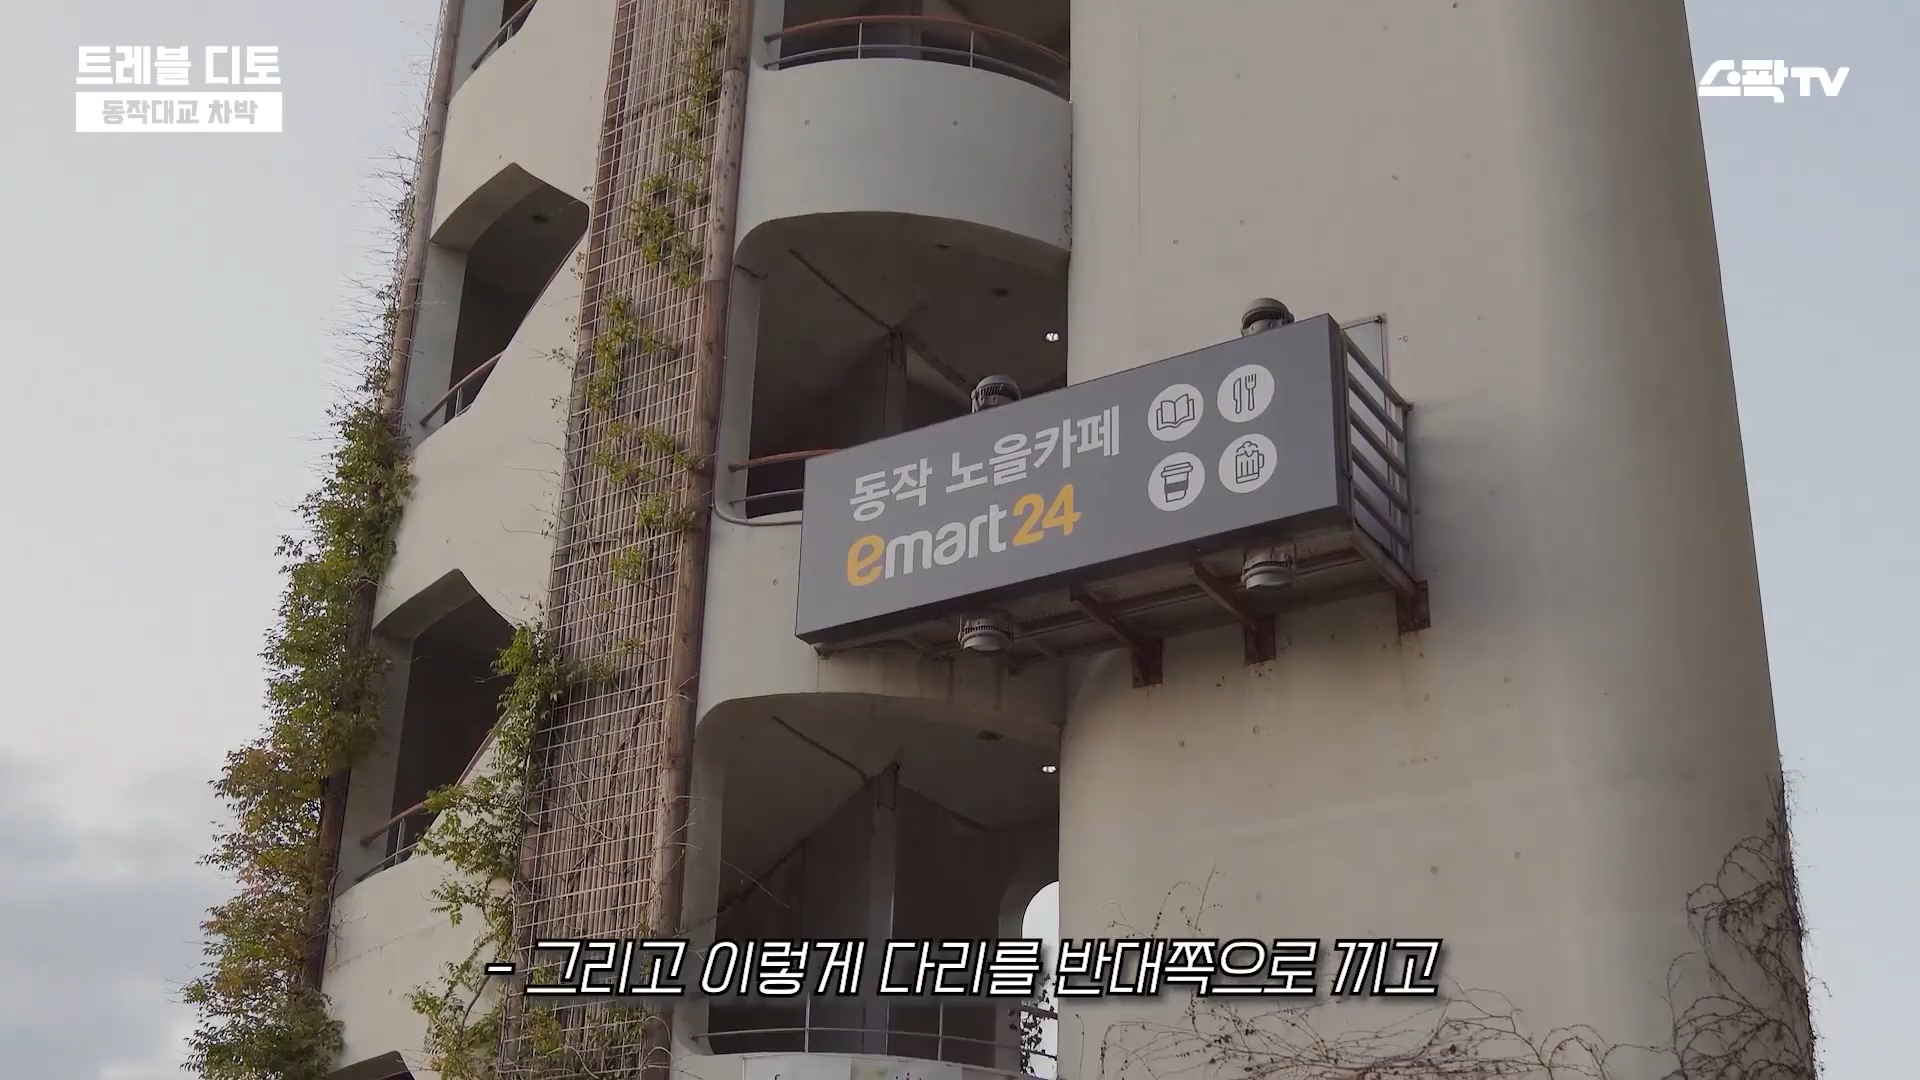 트레블 디토
동작대교 차박
스팍TV
동작 노을카페
emart24
- 그리고 이렇게 다리를 반대쪽으로 끼고